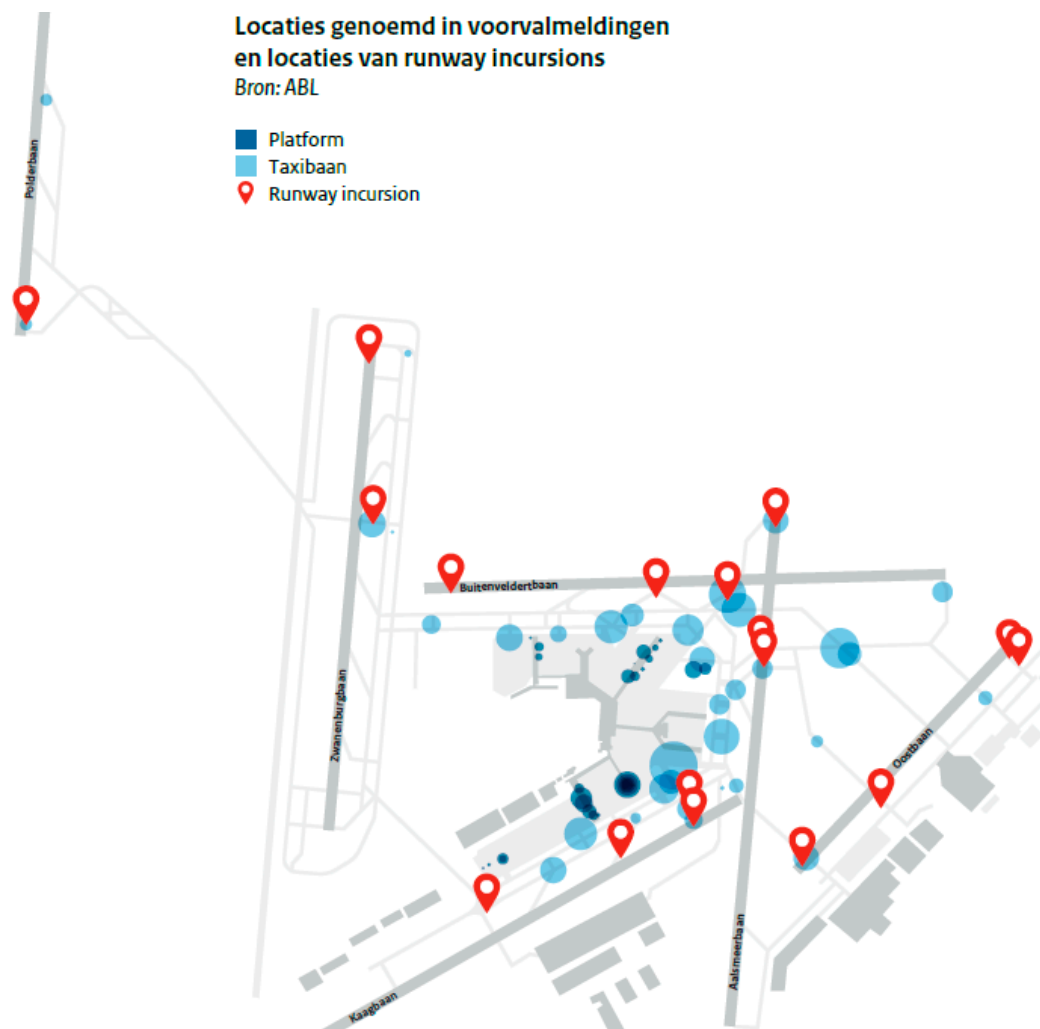 Locaties genoemd in voorvalmeldingen
en locaties van runway incursions
Bron: ABL
Platform
Taxibaan
Runway incursion
Polderbaan
Buitenveldertbaan
Zwanenburgbaan
Oostbaan
Aalsmeerbaan
Kaagbaan